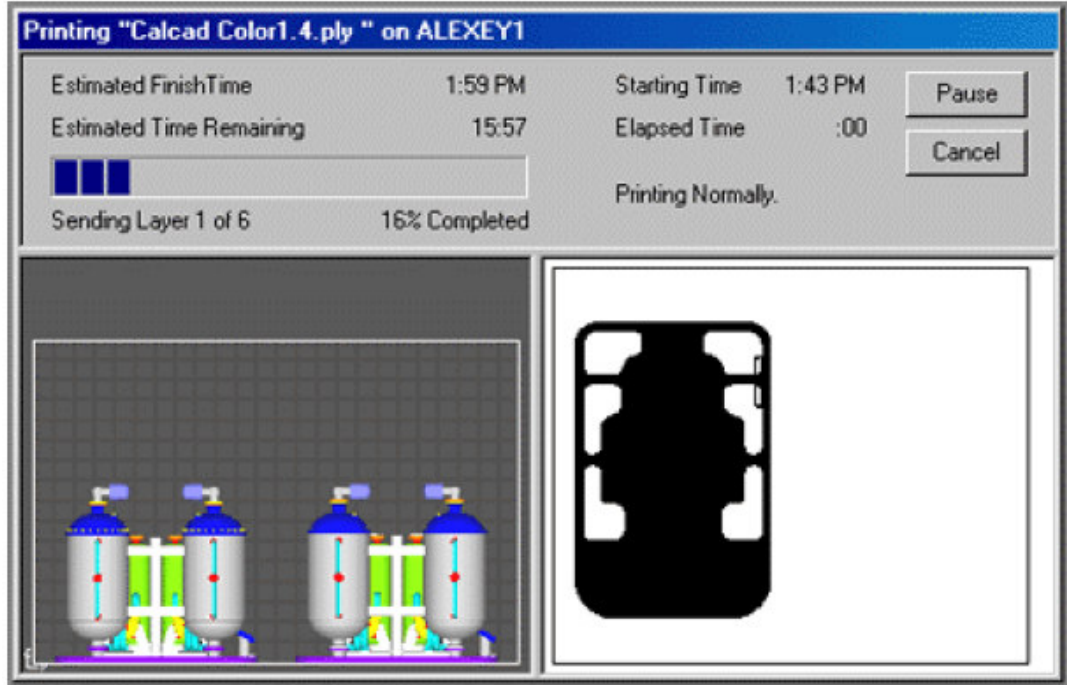 Printing "Calcad Color1.4.ply " on ALEXEY1
Estimated FinishTime 1:59 PM
Starting Time 1:43 PM
Pause
Estimated Time Remaining 15:57
Elapsed Time :00
Cancel
Printing Normally.
Sending Layer 1 of 6 16% Completed